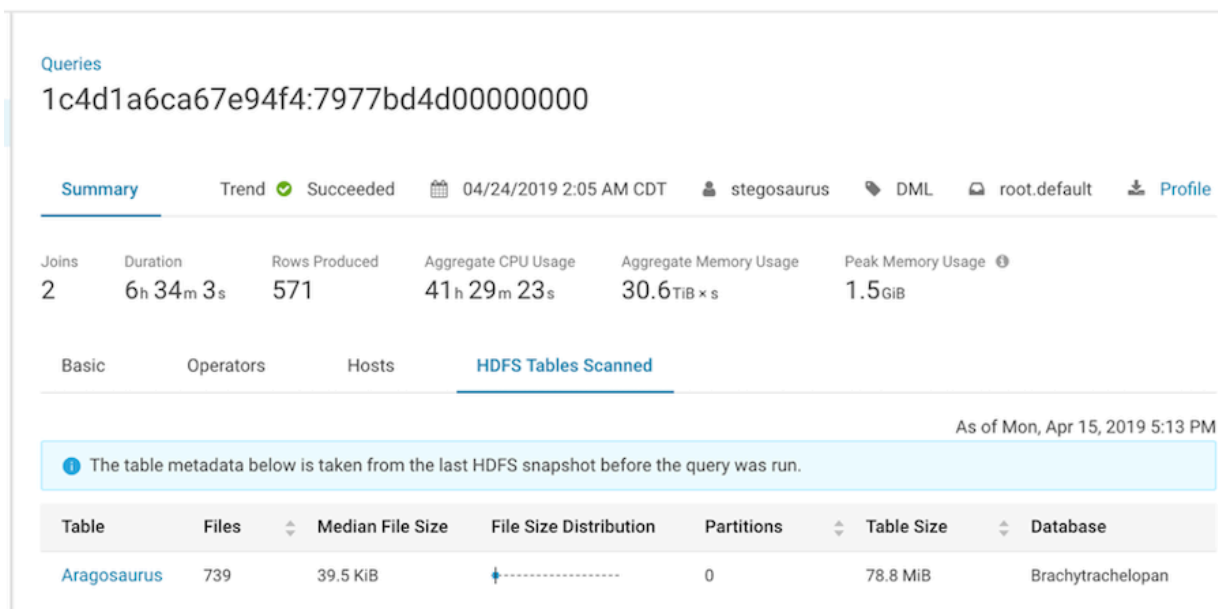 Queries
1c4d1a6ca67e94f4:7977bd4d00000000
Summary Trend Succeeded 04/24/2019 2:05 AM CDT stegosaurus DML root.default Profile
Joins Duration Rows Produced Aggregate CPU Usage Aggregate Memory Usage Peak Memory Usage
2 6h 34m 3s 571 41h 29m 23s 30.6TiB × s 1.5GiB
Basic Operators Hosts HDFS Tables Scanned
As of Mon, Apr 15, 2019 5:13 PM
The table metadata below is taken from the last HDFS snapshot before the query was run.
Table Files Median File Size File Size Distribution Partitions Table Size Database
Aragosaurus 739 39.5 KiB 0 78.8 MiB Brachytrachelopan